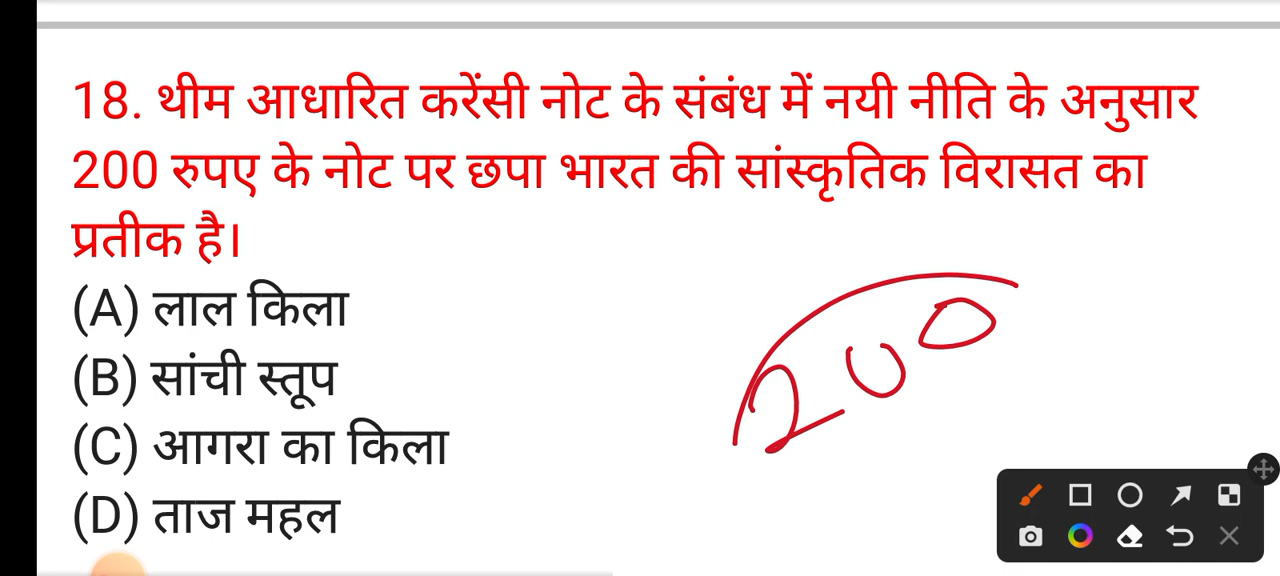 18. थीम आधारित करेंसी नोट के संबंध में नयी नीति के अनुसार
200 रुपए के नोट पर छपा भारत की सांस्कृतिक विरासत का
प्रतीक है।
(A) लाल किला
(B) सांची स्तूप
(C) आगरा का किला
(D) ताज महल
200